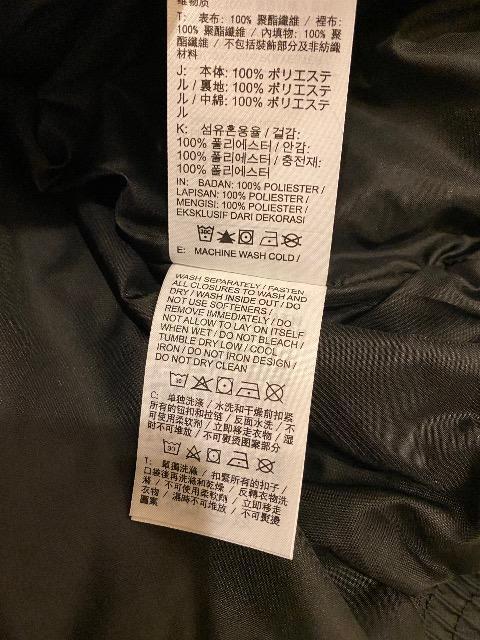 维物质
T: 表布: 100% 聚酯纖維 / 裡布:
100% 聚酯纖維 / 內填物: 100% 聚
酯纖維 / 不包括裝飾部分及非紡織
材料
J: 本体: 100% ポリエステ
ル / 裏地: 100% ポリエステ
ル / 中綿: 100% ポリエステ
ル
K: 섬유혼용율 / 겉감:
100% 폴리에스터 / 안감:
100% 폴리에스터 / 충전재:
100% 폴리에스터
IN: BADAN: 100% POLIESTER /
LAPISAN: 100% POLIESTER /
MENGISI: 100% POLIESTER /
EKSKLUSIF DARI DEKORASI
E: MACHINE WASH COLD /
WASH SEPARATELY / FASTEN
ALL CLOSURES TO WASH AND
DRY / WASH INSIDE OUT / DO
NOT USE SOFTENERS /
REMOVE IMMEDIATELY / DO
NOT ALLOW TO LAY ON ITSELF
WHEN WET / DO NOT BLEACH /
TUMBLE DRY LOW / COOL
IRON / DO NOT IRON DESIGN /
DO NOT DRY CLEAN
30
C: 单独洗涤 / 水洗和干燥前扣紧
所有的钮扣和拉链 / 反面水洗 / 不
可使用柔软剂 / 立即移走衣物 / 湿
时不可堆放 / 不可熨烫图案部分
30
T: 單獨洗滌 / 扣緊所有的扣子/
口袋後再洗滌和乾燥 / 反轉衣物洗
滌 / 不可使用柔軟劑 / 立即移走
衣物 / 濕時不可堆放 / 不可熨燙
圖案